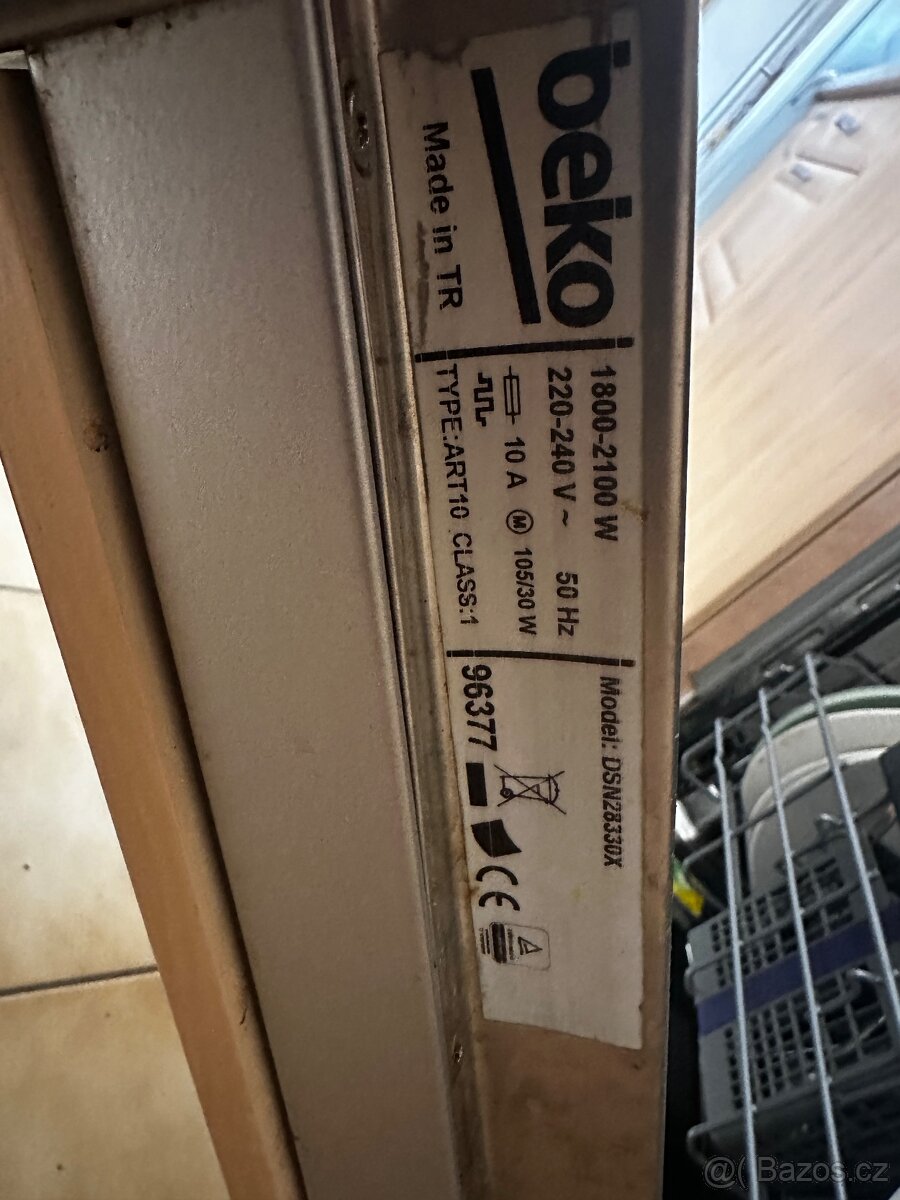 beko
Made in TR
1800-2100 W
220-240 V ~ 50 Hz
10 A M 105/30 W
TYPE:ART10 CLASS:1
Model: DSN28330X
96377
CE
@( Bazos.cz